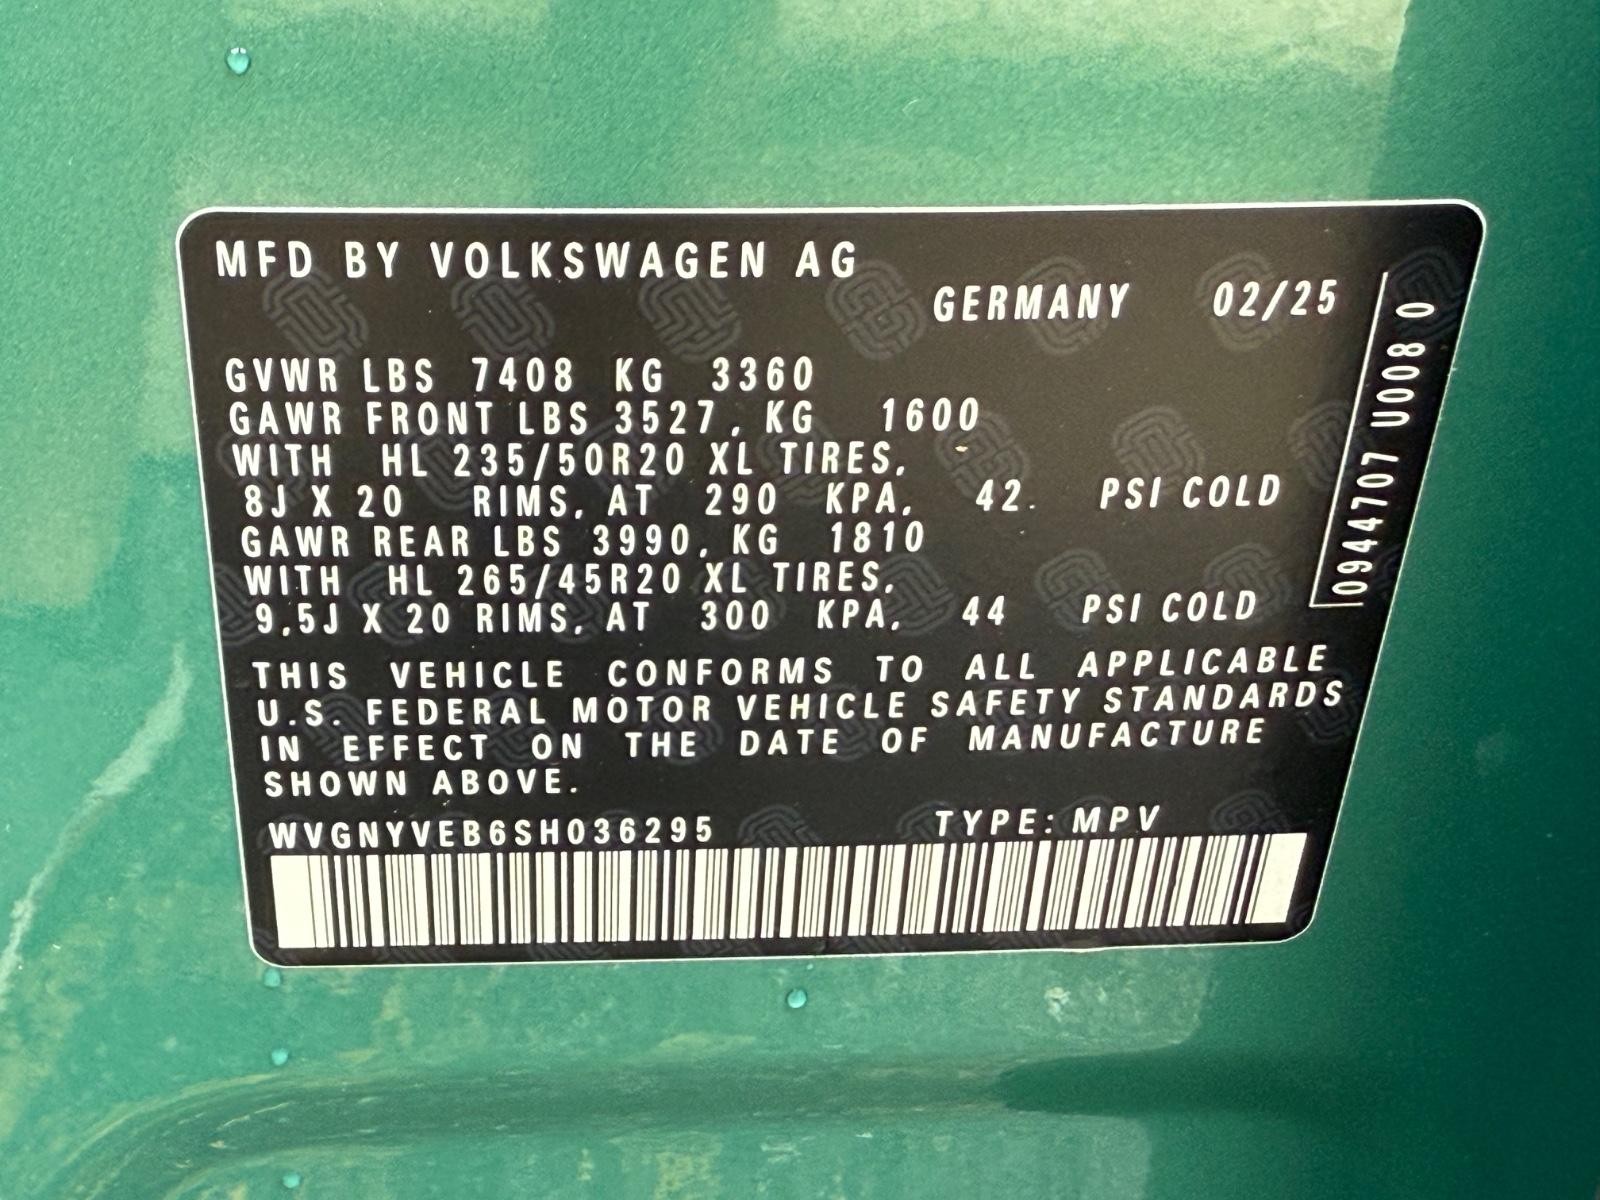 MFD BY VOLKSWAGEN AG
GERMANY 02/25
GVWR LBS 7408 KG 3360
GAWR FRONT LBS 3527, KG 1600
WITH HL 235/50R20 XL TIRES,
8J X 20 RIMS, AT 290 KPA, 42. PSI COLD
GAWR REAR LBS 3990, KG 1810
WITH HL 265/45R20 XL TIRES,
9,5J X 20 RIMS, AT 300 KPA, 44 PSI COLD
THIS VEHICLE CONFORMS TO ALL APPLICABLE
U.S. FEDERAL MOTOR VEHICLE SAFETY STANDARDS
IN EFFECT ON THE DATE OF MANUFACTURE
SHOWN ABOVE.
WVGNYVEB6SH036295 TYPE: MPV
0944707 U008 0